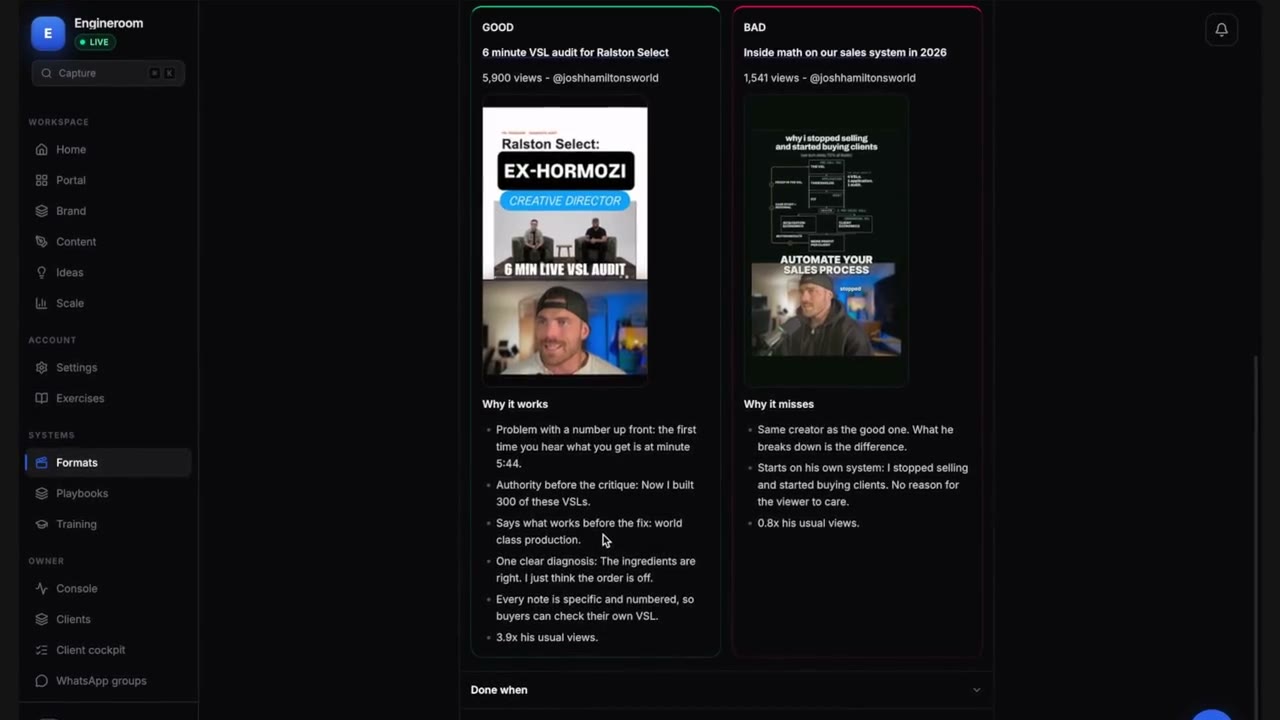 E
Engineroom
LIVE
Capture
⌘ K
WORKSPACE
Home
Portal
Brand
Content
Ideas
Scale
ACCOUNT
Settings
Exercises
SYSTEMS
Formats
Playbooks
Training
OWNER
Console
Clients
Client cockpit
WhatsApp groups
GOOD
6 minute VSL audit for Ralston Select
5,900 views - @joshhamiltonsworld
Ralston Select:
EX-HORMOZI
CREATIVE DIRECTOR
6 MIN LIVE VSL AUDIT
Why it works
Problem with a number up front: the first
time you hear what you get is at minute
5:44.
Authority before the critique: Now I built
300 of these VSLs.
Says what works before the fix: world
class production.
One clear diagnosis: The ingredients are
right. I just think the order is off.
Every note is specific and numbered, so
buyers can check their own VSL.
3.9x his usual views.
BAD
Inside math on our sales system in 2026
1,541 views - @joshhamiltonsworld
why i stopped selling
and started buying clients
AUTOMATE YOUR
SALES PROCESS
stopped
Why it misses
Same creator as the good one. What he
breaks down is the difference.
Starts on his own system: I stopped selling
and started buying clients. No reason for
the viewer to care.
0.8x his usual views.
Done when